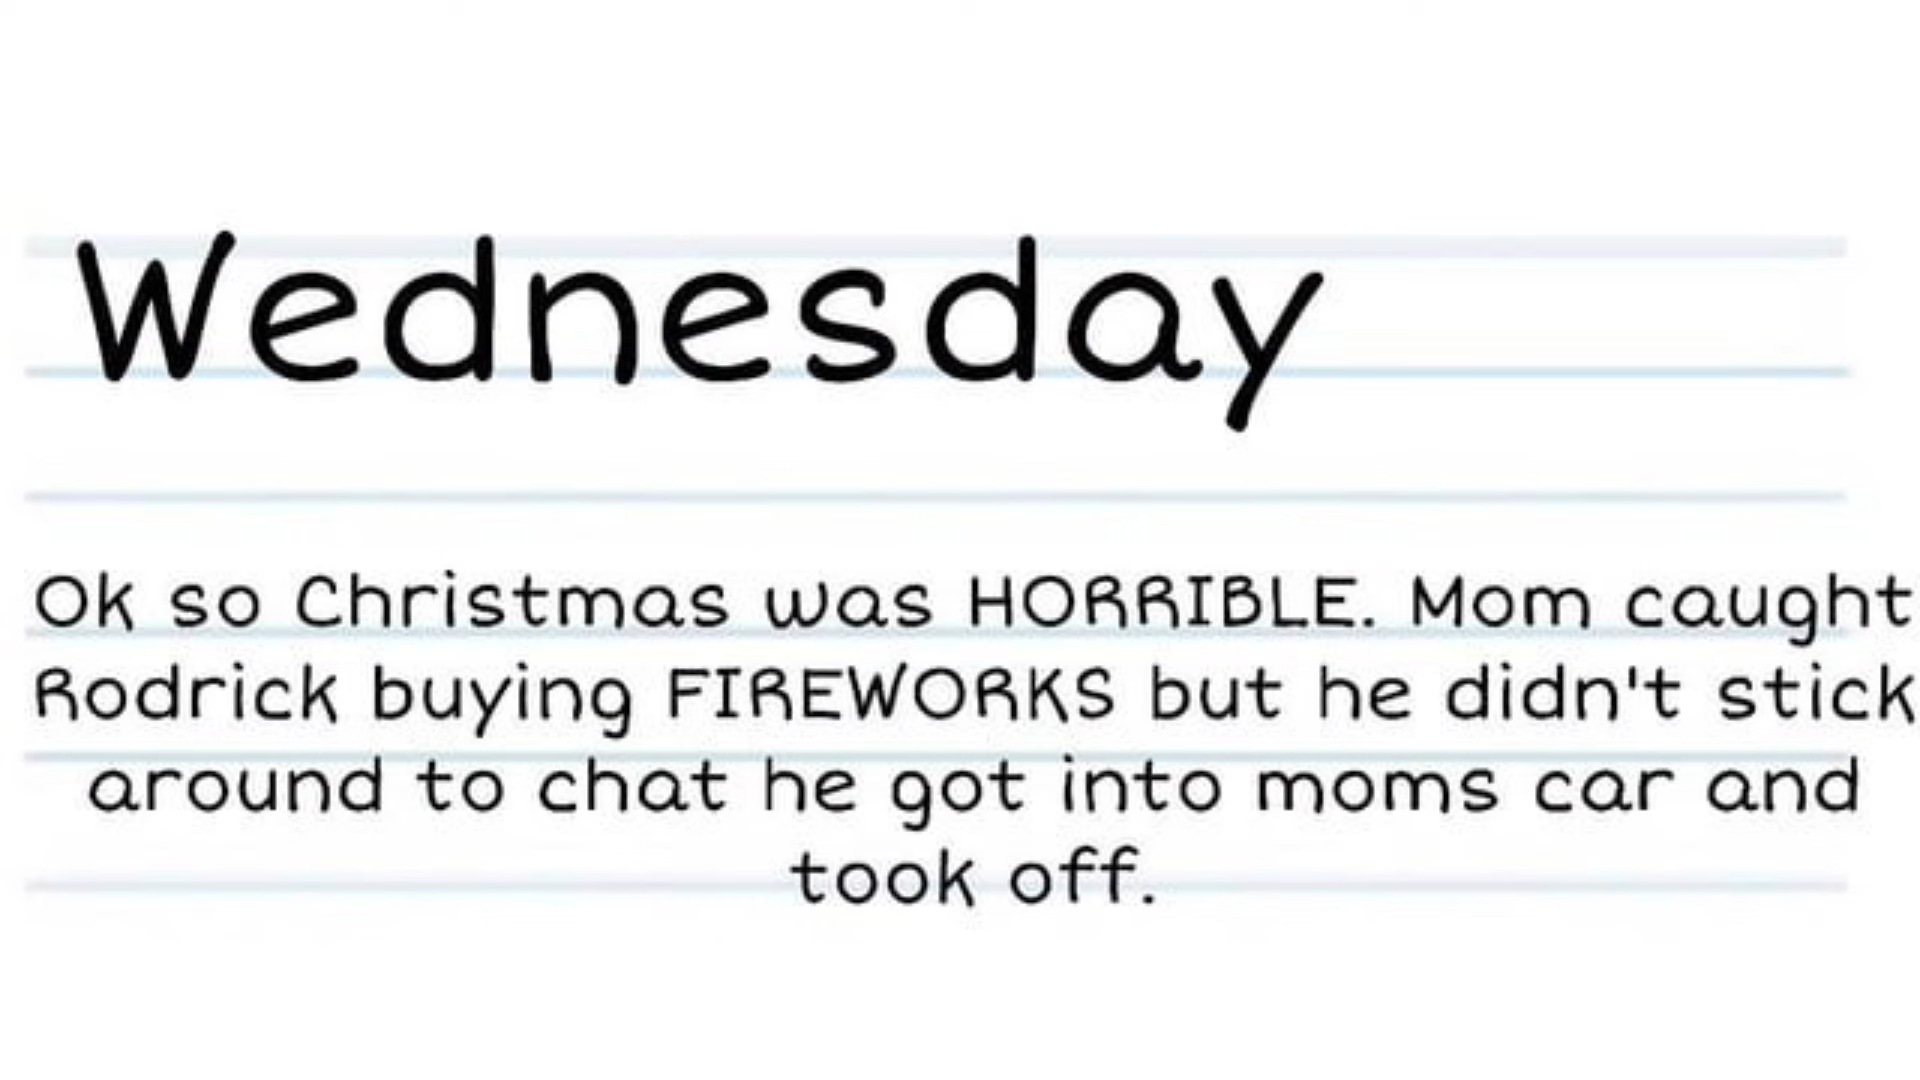 Wednesday
Ok so Christmas was HORRIBLE. Mom caught
Rodrick buying FIREWORKS but he didn't stick
around to chat he got into moms car and
took off.